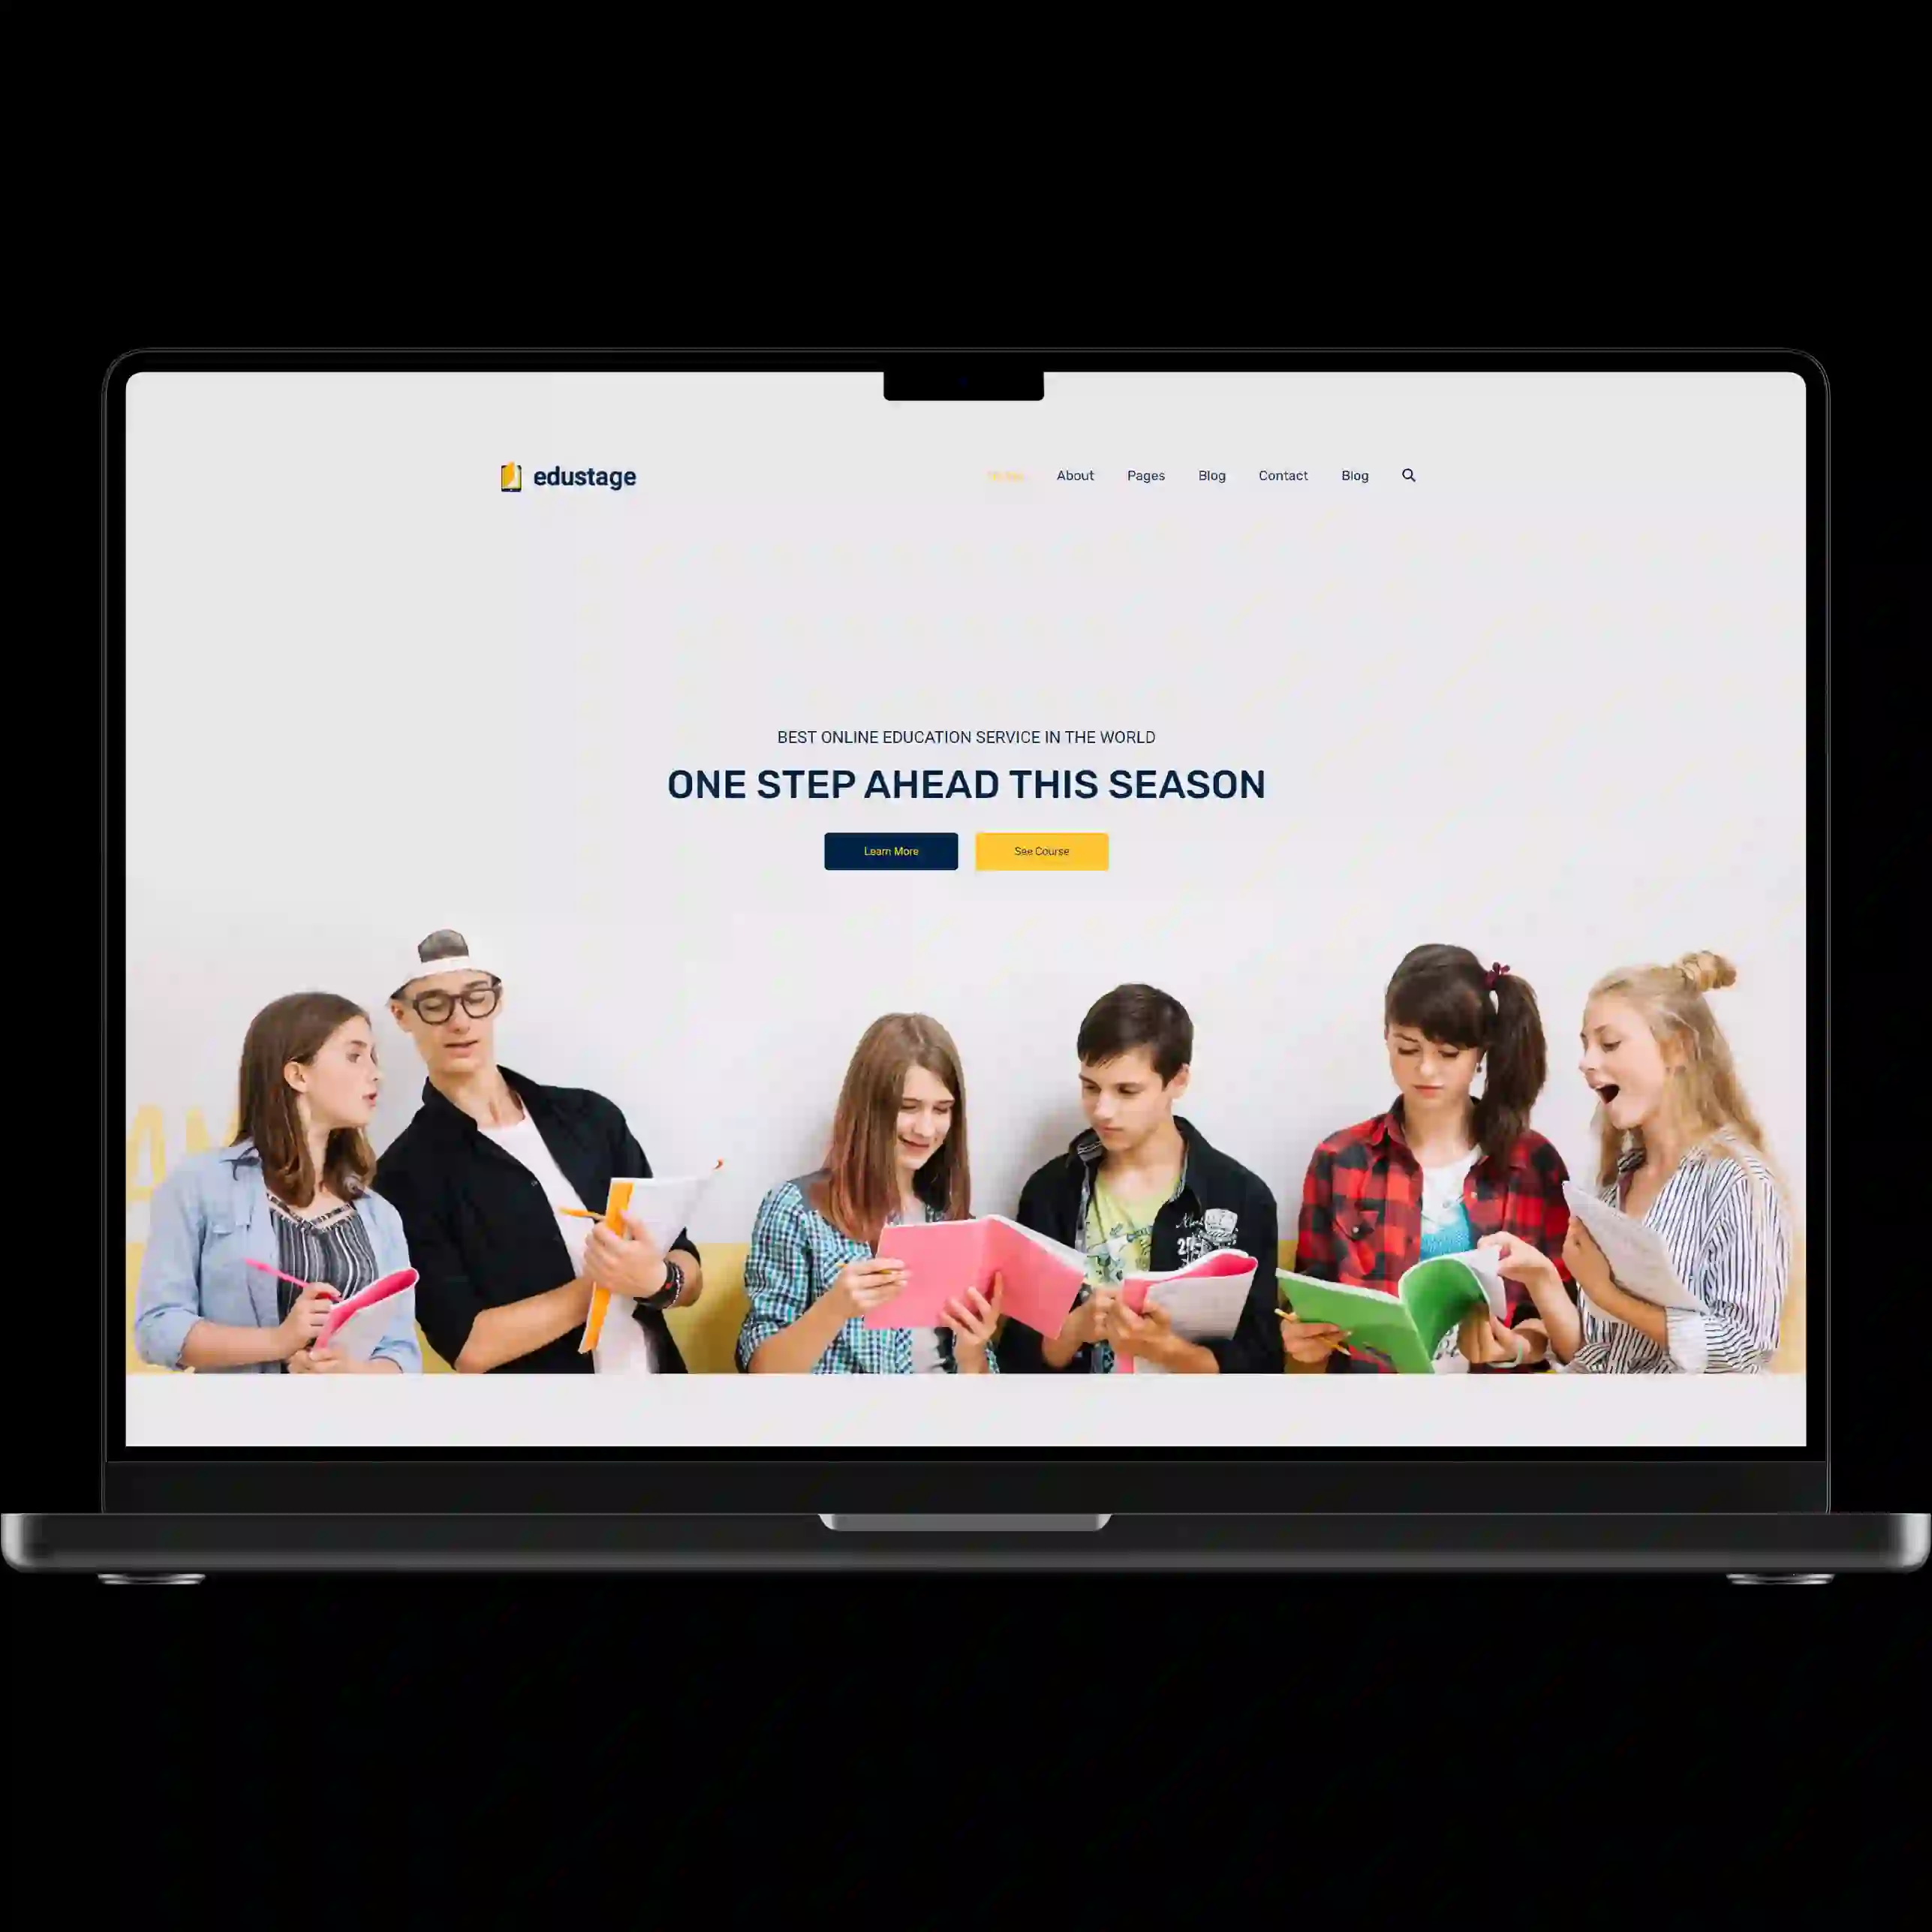 edustage
Home About Pages Blog Contact Blog
BEST ONLINE EDUCATION SERVICE IN THE WORLD
ONE STEP AHEAD THIS SEASON
Learn More See Course